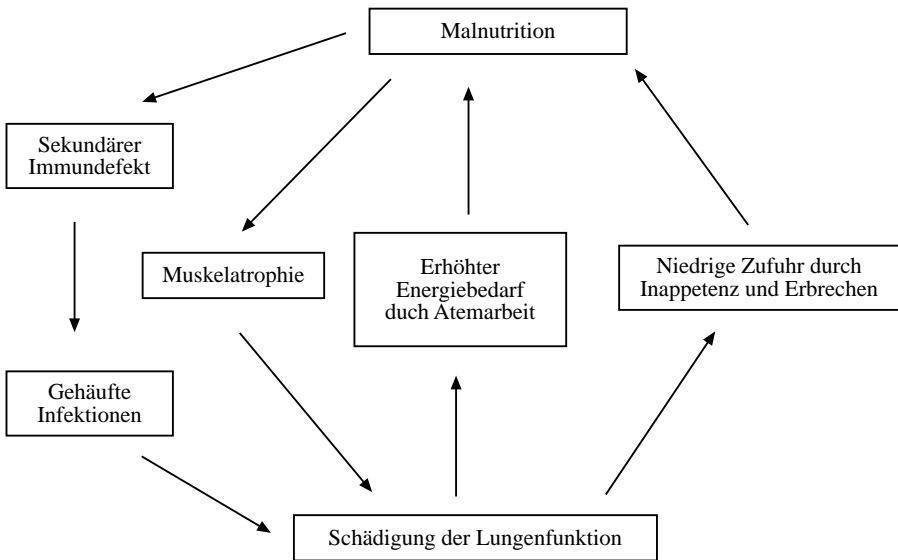 Malnutrition
Sekundärer
Immundefekt
Muskelatrophie
Erhöhter
Energiebedarf
duch Atemarbeit
Niedrige Zufuhr durch
Inappetenz und Erbrechen
Gehäufte
Infektionen
Schädigung der Lungenfunktion